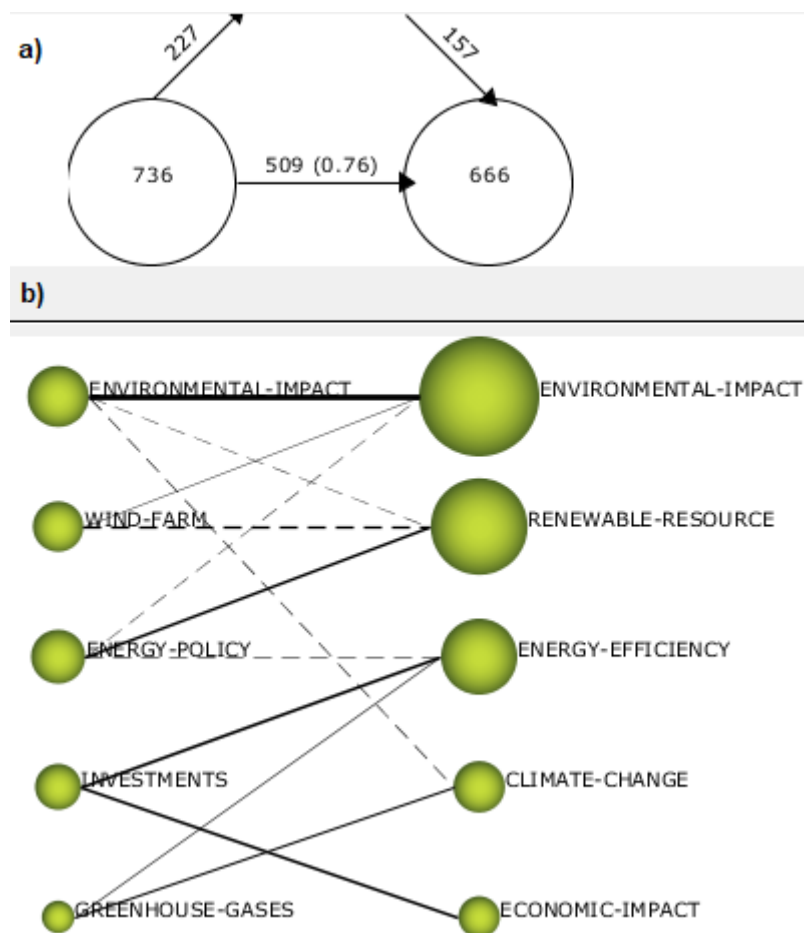 a)
227
157
736
509 (0.76)
666
b)
ENVIRONMENTAL-IMPACT
ENVIRONMENTAL-IMPACT
WIND-FARM
RENEWABLE-RESOURCE
ENERGY-POLICY
ENERGY-EFFICIENCY
INVESTMENTS
CLIMATE-CHANGE
GREENHOUSE-GASES
ECONOMIC-IMPACT